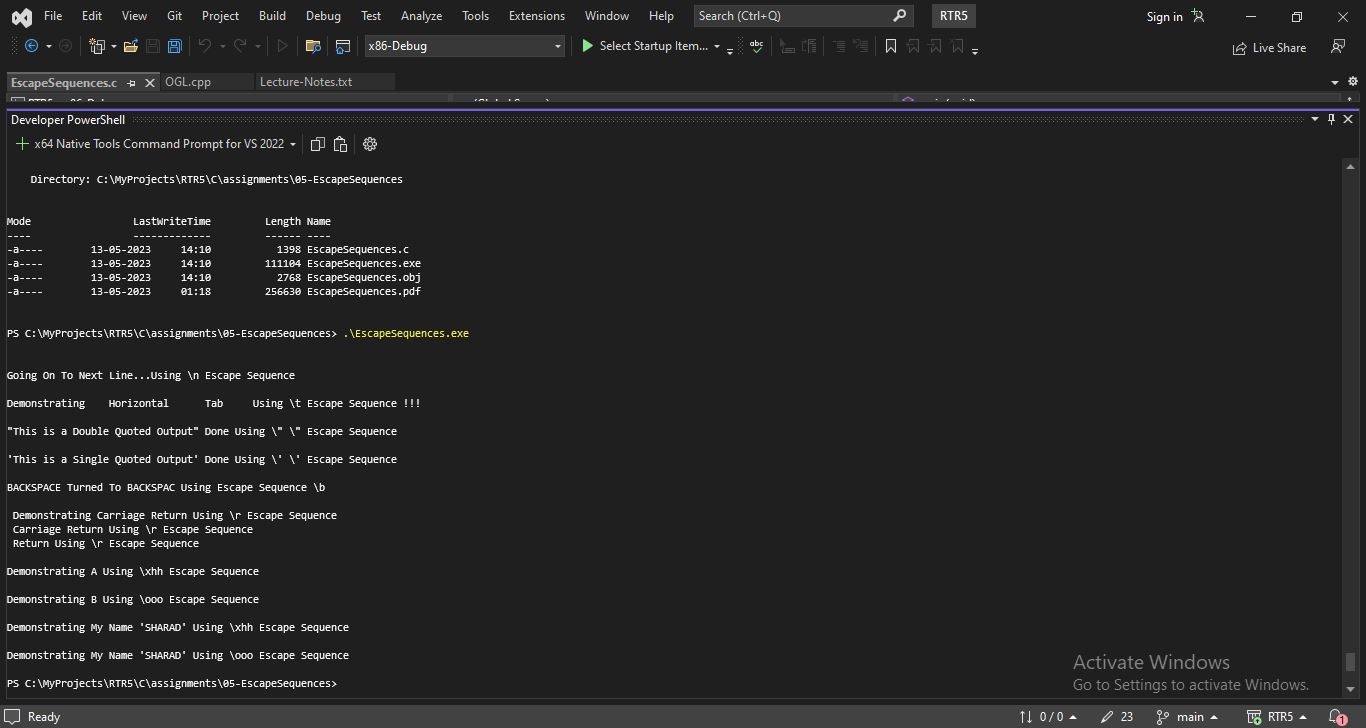 File Edit View Git Project Build Debug Test Analyze Tools Extensions Window Help Search (Ctrl+Q) RTR5 Sign in
x86-Debug Select Startup Item... abc Live Share
EscapeSequences.c OGL.cpp Lecture-Notes.txt
Developer PowerShell
x64 Native Tools Command Prompt for VS 2022
Directory: C:\MyProjects\RTR5\C\assignments\05-EscapeSequences
Mode LastWriteTime Length Name
---- ------------- ------ ----
-a---- 13-05-2023 14:10 1398 EscapeSequences.c
-a---- 13-05-2023 14:10 111104 EscapeSequences.exe
-a---- 13-05-2023 14:10 2768 EscapeSequences.obj
-a---- 13-05-2023 01:18 256630 EscapeSequences.pdf
PS C:\MyProjects\RTR5\C\assignments\05-EscapeSequences> .\EscapeSequences.exe
Going On To Next Line...Using \n Escape Sequence
Demonstrating Horizontal Tab Using \t Escape Sequence !!!
"This is a Double Quoted Output" Done Using \" \" Escape Sequence
'This is a Single Quoted Output' Done Using \' \' Escape Sequence
BACKSPACE Turned To BACKSPAC Using Escape Sequence \b
Demonstrating Carriage Return Using \r Escape Sequence
Carriage Return Using \r Escape Sequence
Return Using \r Escape Sequence
Demonstrating A Using \xhh Escape Sequence
Demonstrating B Using \ooo Escape Sequence
Demonstrating My Name 'SHARAD' Using \xhh Escape Sequence
Demonstrating My Name 'SHARAD' Using \ooo Escape Sequence
PS C:\MyProjects\RTR5\C\assignments\05-EscapeSequences>
Activate Windows
Go to Settings to activate Windows.
Ready 0 / 0 23 main RTR5 1